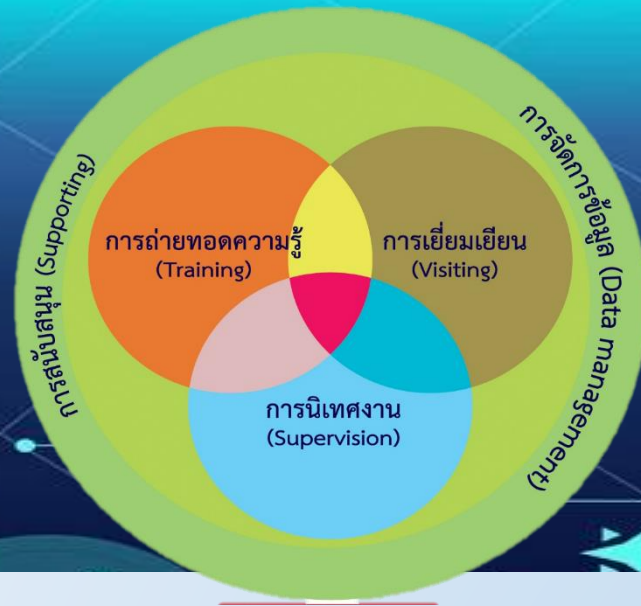 การสนับสนุน (Supporting)
การจัดการข้อมูล (Data management)
การถ่ายทอดความรู้
(Training)
การเยี่ยมเยียน
(Visiting)
การนิเทศงาน
(Supervision)